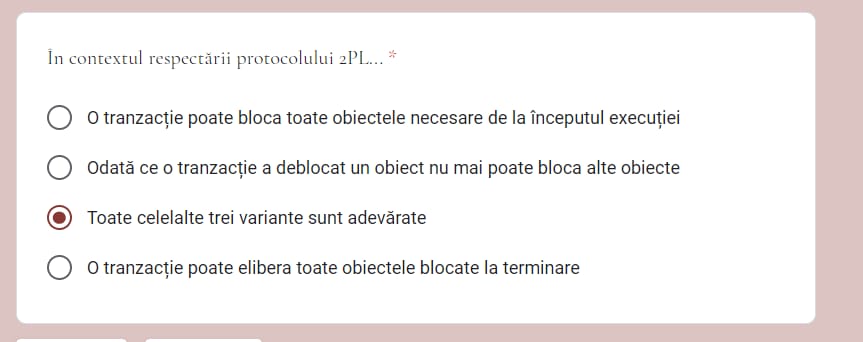 În contextul respectării protocolului 2PL... *
O tranzacție poate bloca toate obiectele necesare de la începutul execuției
Odată ce o tranzacție a deblocat un obiect nu mai poate bloca alte obiecte
Toate celelalte trei variante sunt adevărate
O tranzacție poate elibera toate obiectele blocate la terminare